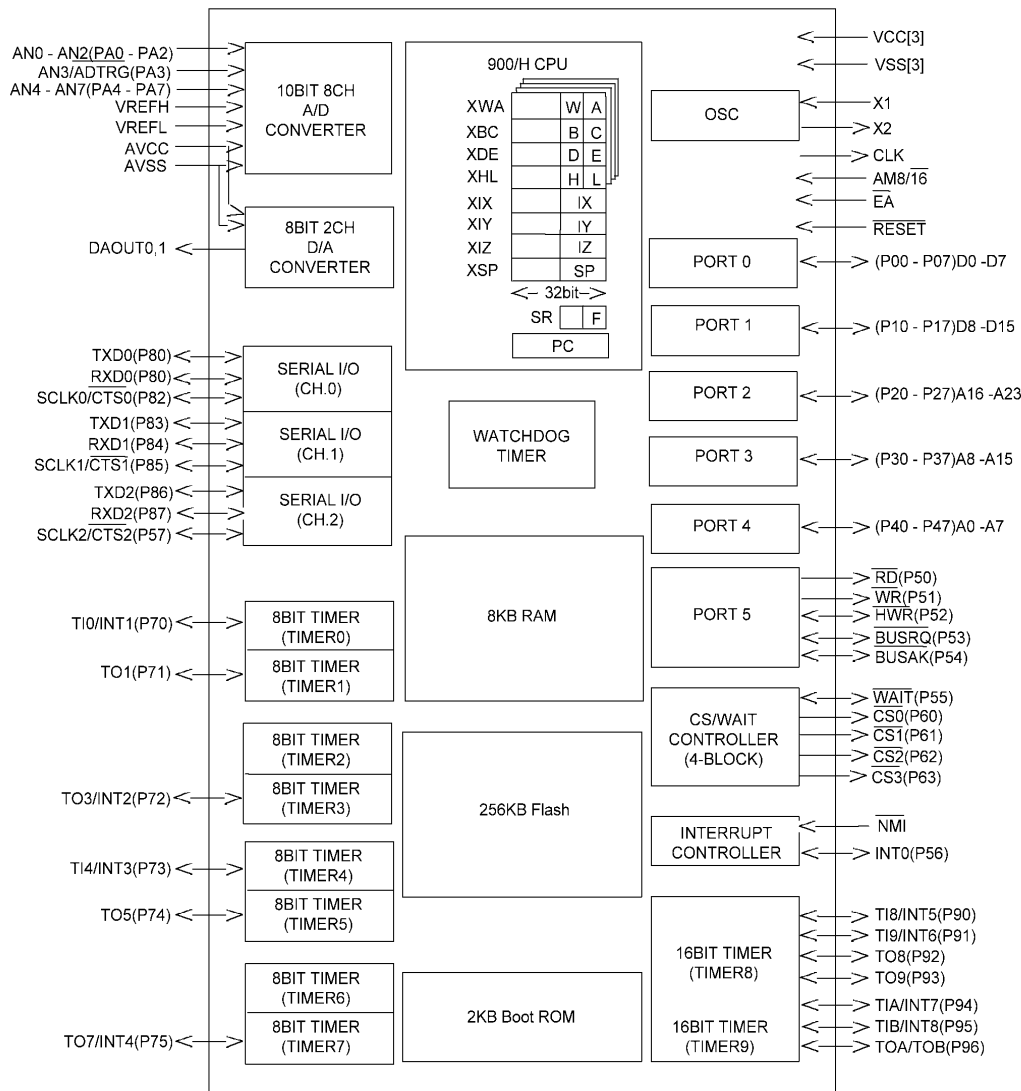 AN0 - AN2(PA0 - PA2)
AN3/ADTRG(PA3)
AN4 - AN7(PA4 - PA7)
VREFH
VREFL
AVCC
AVSS
10BIT 8CH
A/D
CONVERTER
DAOUT0,1
8BIT 2CH
D/A
CONVERTER
TXD0(P80)
RXD0(P80)
SCLK0/CTS0(P82)
SERIAL I/O
(CH.0)
TXD1(P83)
RXD1(P84)
SCLK1/CTS1(P85)
SERIAL I/O
(CH.1)
TXD2(P86)
RXD2(P87)
SCLK2/CTS2(P57)
SERIAL I/O
(CH.2)
TI0/INT1(P70)
8BIT TIMER
(TIMER0)
TO1(P71)
8BIT TIMER
(TIMER1)
8BIT TIMER
(TIMER2)
TO3/INT2(P72)
8BIT TIMER
(TIMER3)
TI4/INT3(P73)
8BIT TIMER
(TIMER4)
TO5(P74)
8BIT TIMER
(TIMER5)
8BIT TIMER
(TIMER6)
TO7/INT4(P75)
8BIT TIMER
(TIMER7)
900/H CPU
XWA W A
XBC B C
XDE D E
XHL H L
XIX IX
XIY IY
XIZ IZ
XSP SP
32bit
SR F
PC
WATCHDOG
TIMER
8KB RAM
256KB Flash
2KB Boot ROM
VCC[3]
VSS[3]
OSC
X1
X2
CLK
AM8/16
EA
RESET
PORT 0
(P00 - P07)D0 -D7
PORT 1
(P10 - P17)D8 -D15
PORT 2
(P20 - P27)A16 -A23
PORT 3
(P30 - P37)A8 -A15
PORT 4
(P40 - P47)A0 -A7
PORT 5
RD(P50)
WR(P51)
HWR(P52)
BUSRQ(P53)
BUSAK(P54)
CS/WAIT
CONTROLLER
(4-BLOCK)
WAIT(P55)
CS0(P60)
CS1(P61)
CS2(P62)
CS3(P63)
INTERRUPT
CONTROLLER
NMI
INT0(P56)
16BIT TIMER
(TIMER8)
TI8/INT5(P90)
TI9/INT6(P91)
TO8(P92)
TO9(P93)
16BIT TIMER
(TIMER9)
TIA/INT7(P94)
TIB/INT8(P95)
TOA/TOB(P96)